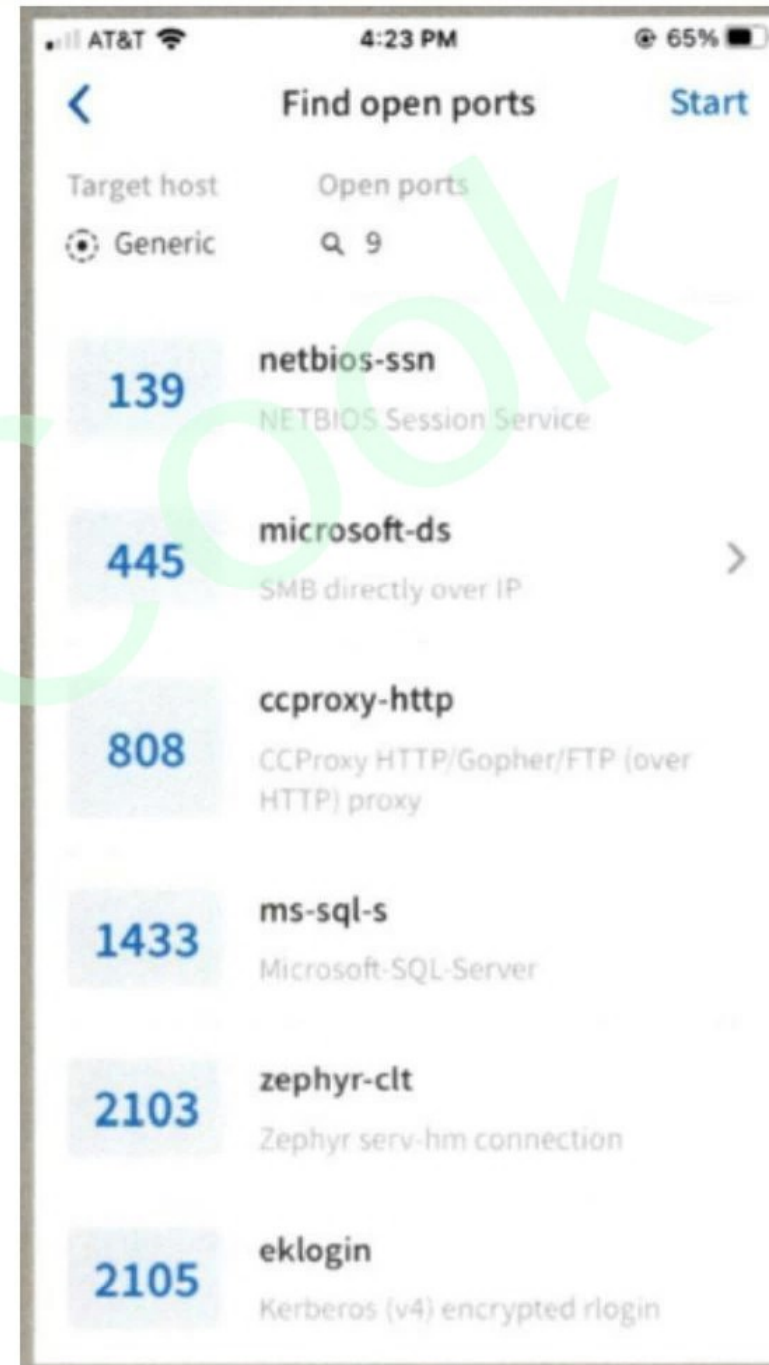 AT&T 4:23 PM 65%
Find open ports Start
Target host Open ports
Generic 9
139 netbios-ssn
NETBIOS Session Service
445 microsoft-ds
SMB directly over IP
808 ccproxy-http
CCProxy HTTP/Gopher/FTP (over
HTTP) proxy
1433 ms-sql-s
Microsoft-SQL-Server
2103 zephyr-clt
Zephyr serv-hm connection
2105 eklogin
Kerberos (v4) encrypted rlogin
Cook